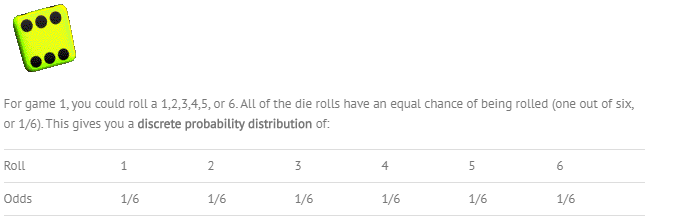 For game 1, you could roll a 1,2,3,4,5, or 6. All of the die rolls have an equal chance of being rolled (one out of six,
or 1/6). This gives you a discrete probability distribution of:
Roll 1 2 3 4 5 6
Odds 1/6 1/6 1/6 1/6 1/6 1/6